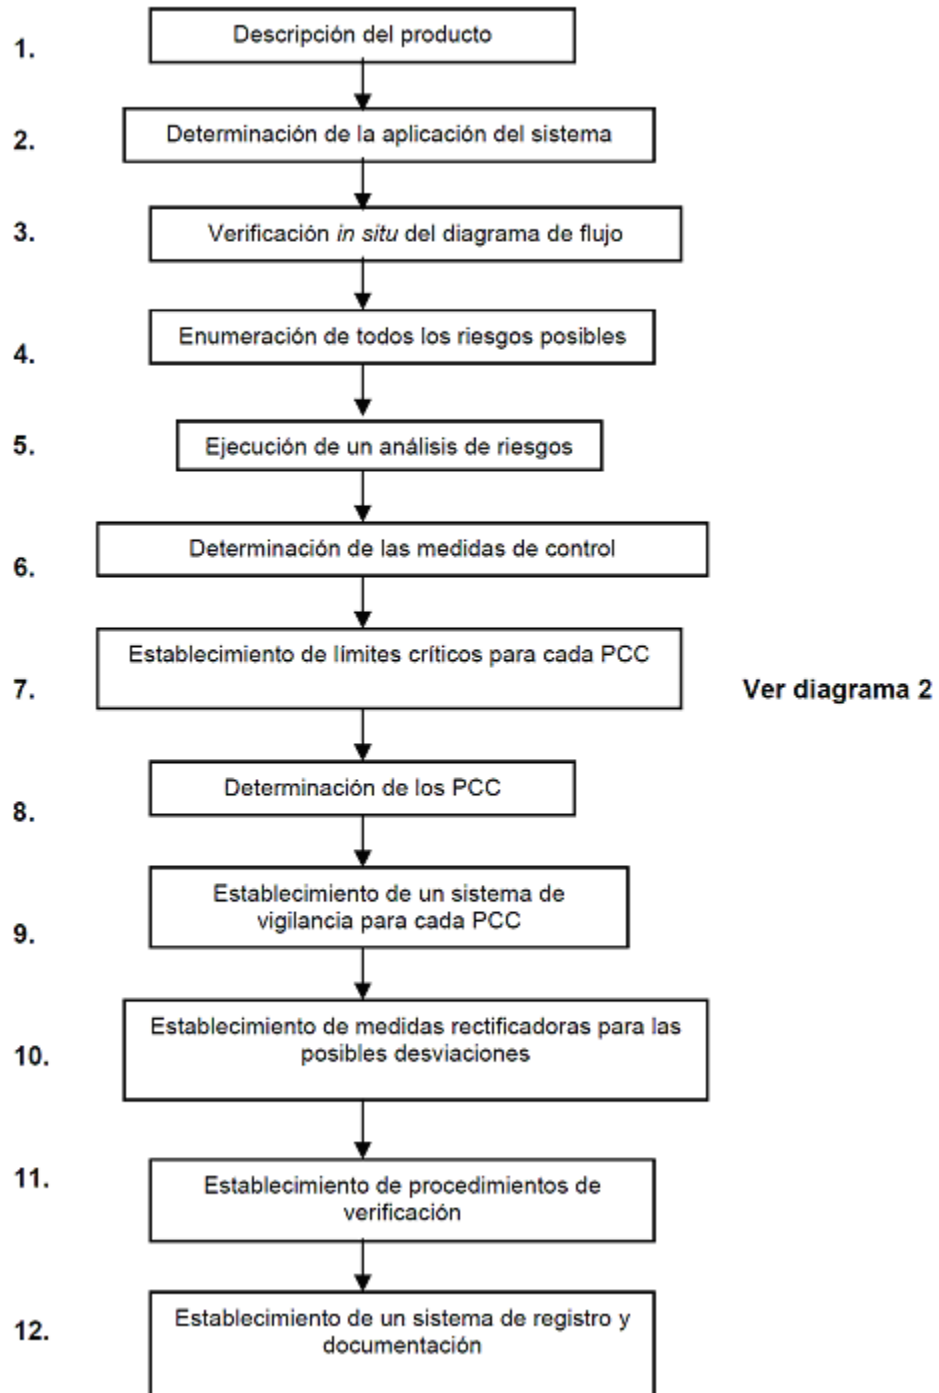 1. Descripción del producto
2. Determinación de la aplicación del sistema
3. Verificación in situ del diagrama de flujo
4. Enumeración de todos los riesgos posibles
5. Ejecución de un análisis de riesgos
6. Determinación de las medidas de control
7. Establecimiento de límites críticos para cada PCC
Ver diagrama 2
8. Determinación de los PCC
9. Establecimiento de un sistema de
vigilancia para cada PCC
10. Establecimiento de medidas rectificadoras para las
posibles desviaciones
11. Establecimiento de procedimientos de
verificación
12. Establecimiento de un sistema de registro y
documentación